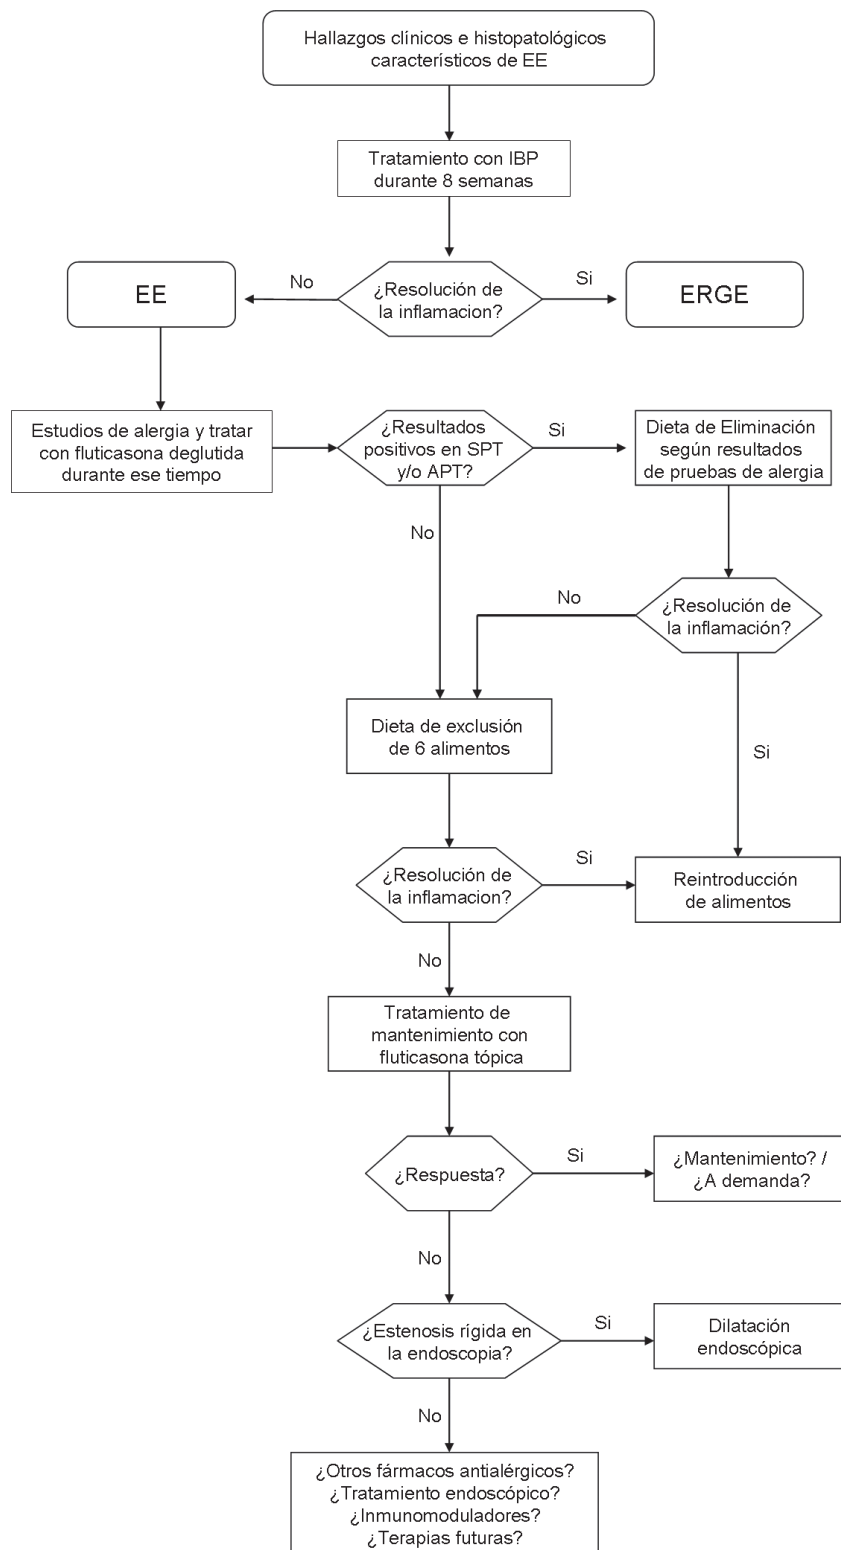 Hallazgos clínicos e histopatológicos
característicos de EE
Tratamiento con IBP
durante 8 semanas
EE
No
¿Resolución de
la inflamacion?
Si
ERGE
Estudios de alergia y tratar
con fluticasona deglutida
durante ese tiempo
¿Resultados
positivos en SPT
y/o APT?
Si
Dieta de Eliminación
según resultados
de pruebas de alergia
No
No
¿Resolución de
la inflamación?
Dieta de exclusión
de 6 alimentos
Si
¿Resolución de
la inflamacion?
Si
Reintroducción
de alimentos
No
Tratamiento de
mantenimiento con
fluticasona tópica
¿Respuesta?
Si
¿Mantenimiento? /
¿A demanda?
No
¿Estenosis rígida en
la endoscopia?
Si
Dilatación
endoscópica
No
¿Otros fármacos antialérgicos?
¿Tratamiento endoscópico?
¿Inmunomoduladores?
¿Terapias futuras?